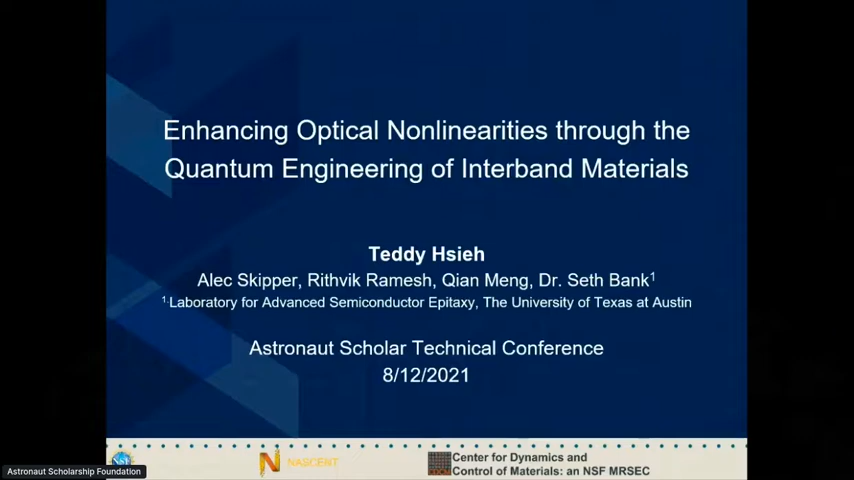 Enhancing Optical Nonlinearities through the
Quantum Engineering of Interband Materials
Teddy Hsieh
Alec Skipper, Rithvik Ramesh, Qian Meng, Dr. Seth Bank¹
¹ Laboratory for Advanced Semiconductor Epitaxy, The University of Texas at Austin
Astronaut Scholar Technical Conference
8/12/2021
NSF
N NASCENT
Center for Dynamics and
Control of Materials: an NSF MRSEC
Astronaut Scholarship Foundation